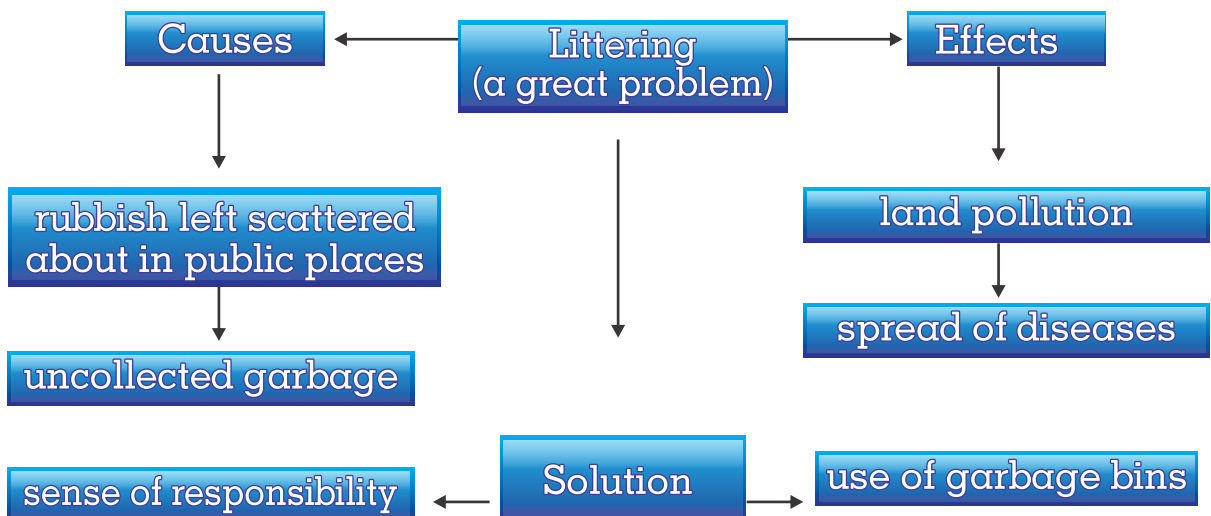 Causes
Littering
(a great problem)
Effects
rubbish left scattered
about in public places
land pollution
spread of diseases
uncollected garbage
sense of responsibility
Solution
use of garbage bins